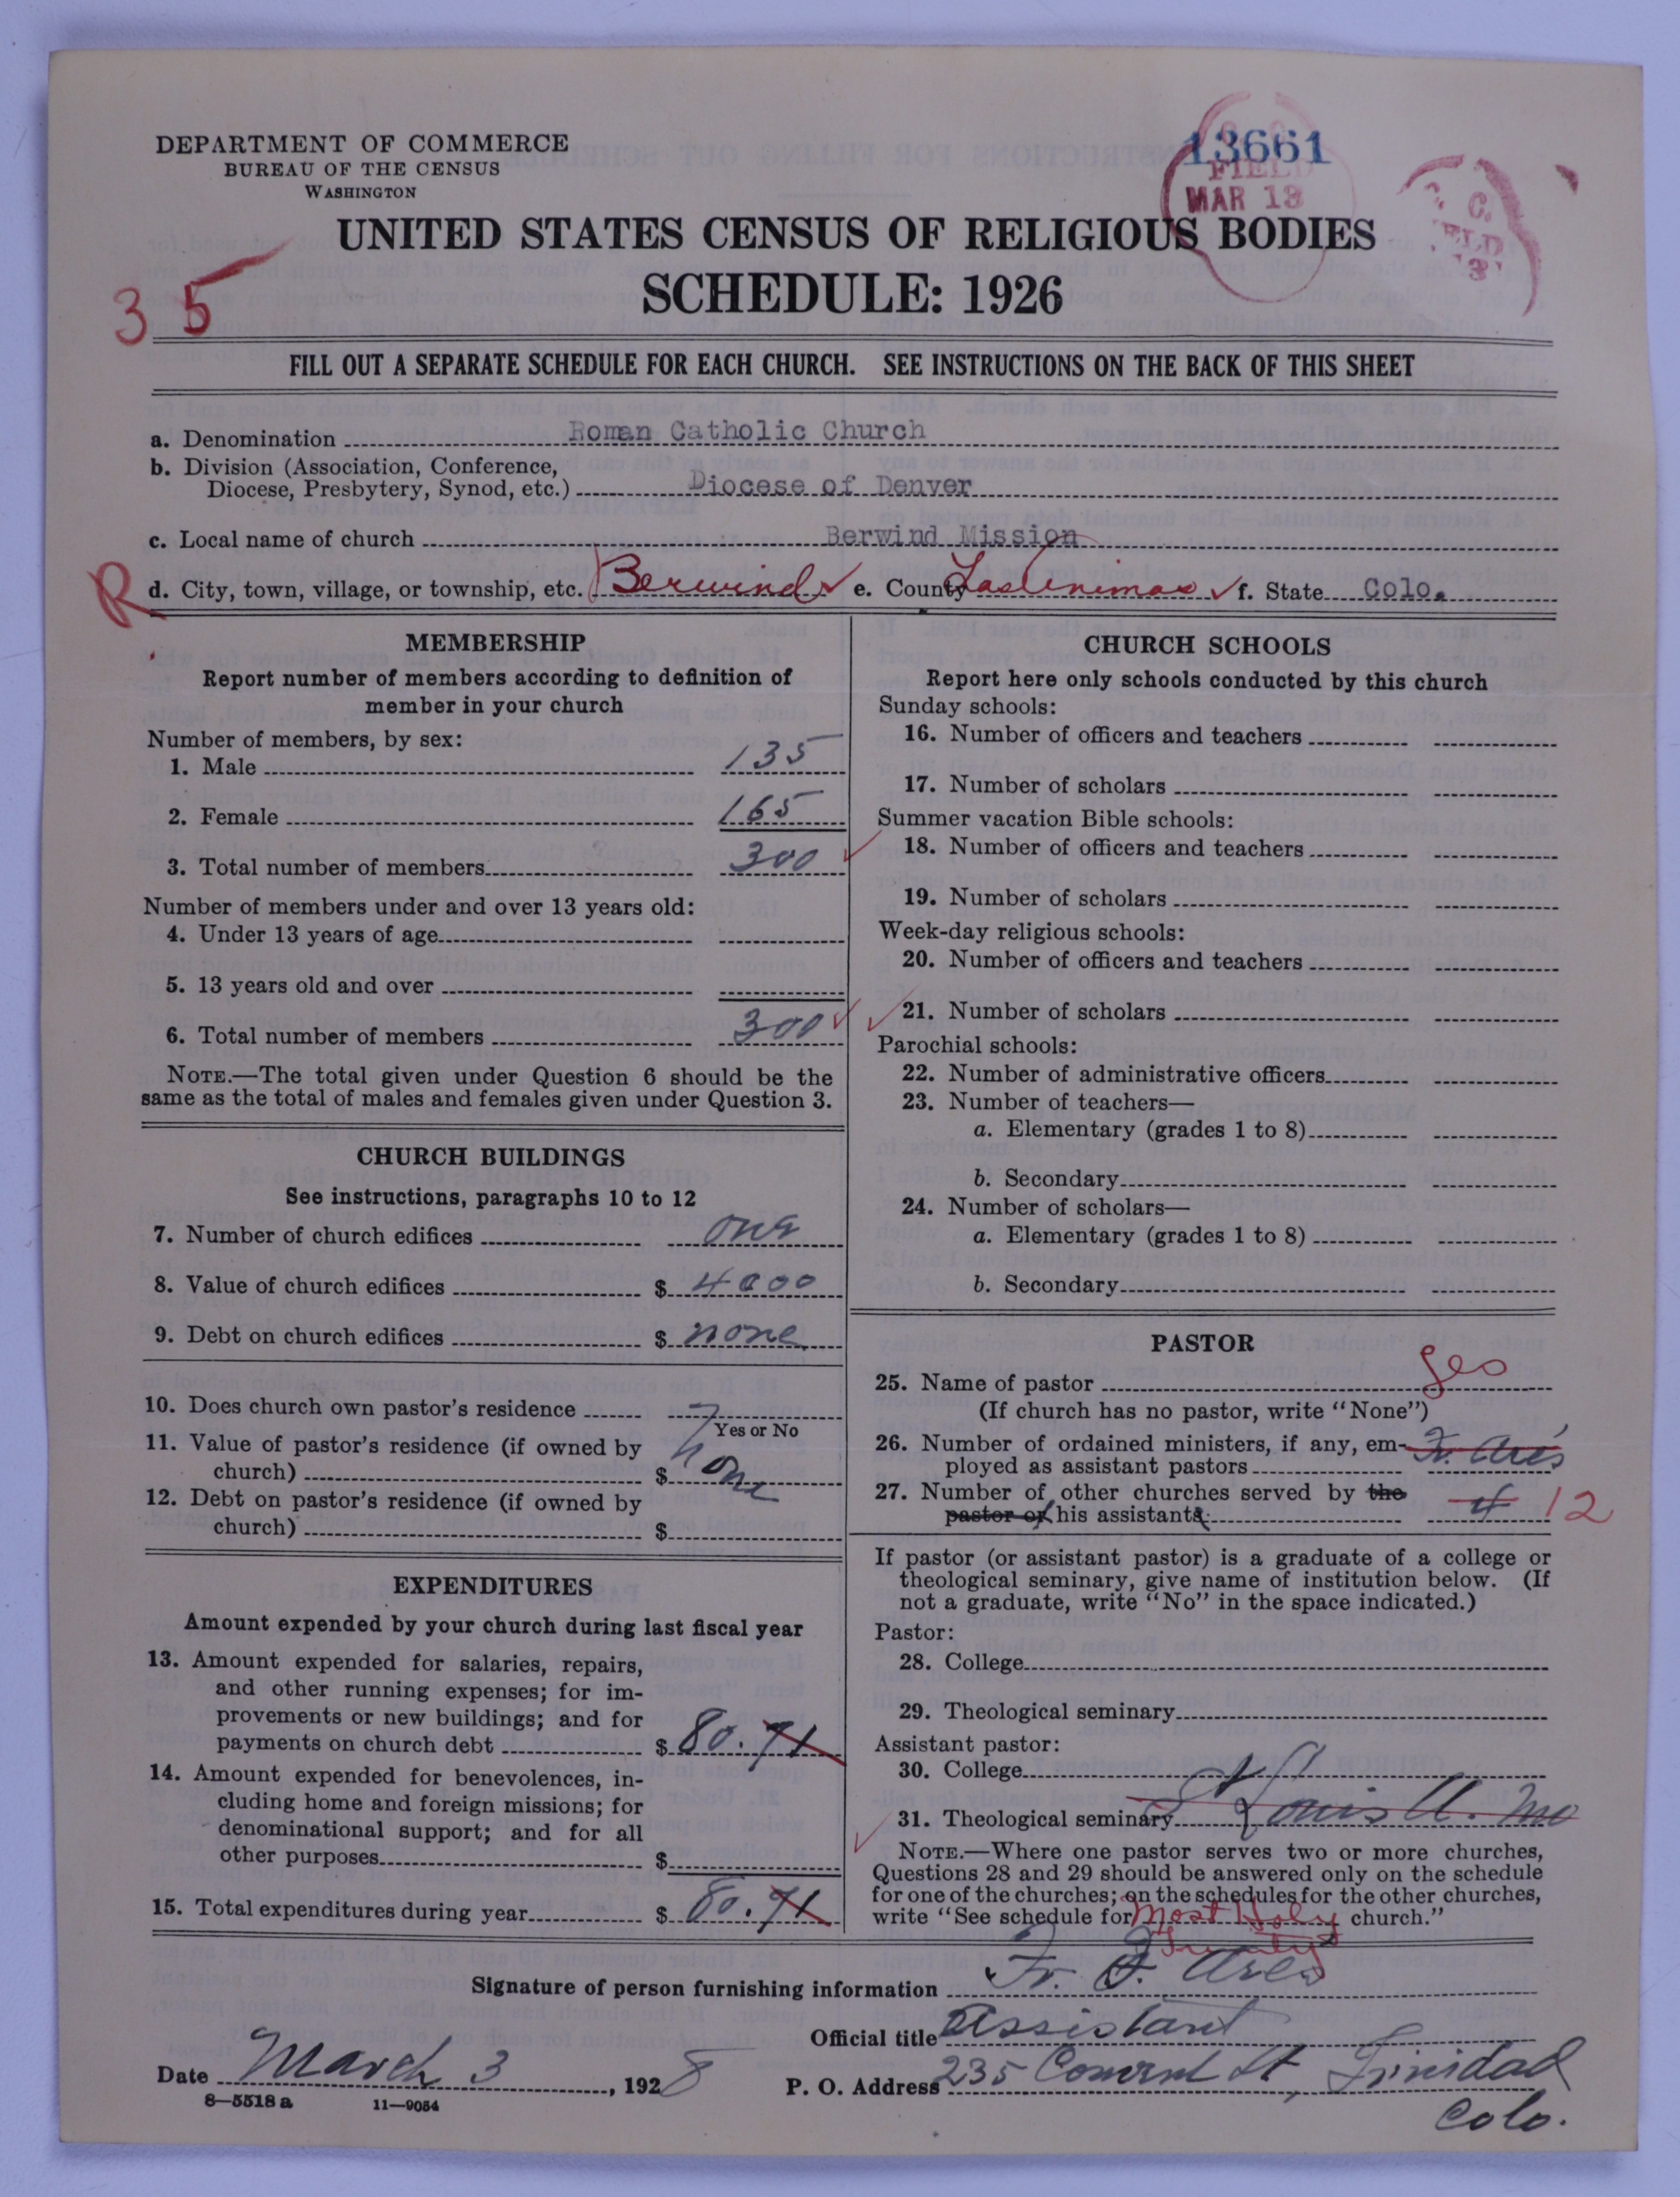 DEPARTMENT OF COMMERCE
BUREAU OF THE CENSUS
WASHINGTON
13661
FIELD
MAR 13
UNITED STATES CENSUS OF RELIGIOUS BODIES
SCHEDULE: 1926
35
FILL OUT A SEPARATE SCHEDULE FOR EACH CHURCH. SEE INSTRUCTIONS ON THE BACK OF THIS SHEET
a. Denomination Roman Catholic Church
b. Division (Association, Conference,
Diocese, Presbytery, Synod, etc.) Diocese of Denver
c. Local name of church Berwind Mission
R d. City, town, village, or township, etc. Berwind e. County Las Animas f. State Colo.
MEMBERSHIP
Report number of members according to definition of
member in your church
Number of members, by sex:
1. Male 135
2. Female 165
3. Total number of members 300
Number of members under and over 13 years old:
4. Under 13 years of age
5. 13 years old and over
6. Total number of members 300
NOTE.—The total given under Question 6 should be the
same as the total of males and females given under Question 3.
CHURCH BUILDINGS
See instructions, paragraphs 10 to 12
7. Number of church edifices one
8. Value of church edifices $ 4000
9. Debt on church edifices $ none
10. Does church own pastor's residence
Yes or No
11. Value of pastor's residence (if owned by
church) $ none
12. Debt on pastor's residence (if owned by
church) $
EXPENDITURES
Amount expended by your church during last fiscal year
13. Amount expended for salaries, repairs,
and other running expenses; for im-
provements or new buildings; and for
payments on church debt $ 80.71
14. Amount expended for benevolences, in-
cluding home and foreign missions; for
denominational support; and for all
other purposes $
15. Total expenditures during year $ 80.71
CHURCH SCHOOLS
Report here only schools conducted by this church
Sunday schools:
16. Number of officers and teachers
17. Number of scholars
Summer vacation Bible schools:
18. Number of officers and teachers
19. Number of scholars
Week-day religious schools:
20. Number of officers and teachers
21. Number of scholars
Parochial schools:
22. Number of administrative officers
23. Number of teachers—
a. Elementary (grades 1 to 8)
b. Secondary
24. Number of scholars—
a. Elementary (grades 1 to 8)
b. Secondary
PASTOR
25. Name of pastor
(If church has no pastor, write "None")
26. Number of ordained ministers, if any, em-
ployed as assistant pastors
27. Number of other churches served by the
pastor or his assistants 4 12
If pastor (or assistant pastor) is a graduate of a college or
theological seminary, give name of institution below. (If
not a graduate, write "No" in the space indicated.)
Pastor:
28. College
29. Theological seminary
Assistant pastor:
30. College
31. Theological seminary St Louis U. Mo
NOTE.—Where one pastor serves two or more churches,
Questions 28 and 29 should be answered only on the schedule
for one of the churches; on the schedules for the other churches,
write "See schedule for Most Holy church."
Trinity
Signature of person furnishing information Fr.
Official title Assistant
Date March 3, 1928 P. O. Address 235 Convent St, Trinidad
Colo.
8—5518 a 11—9054